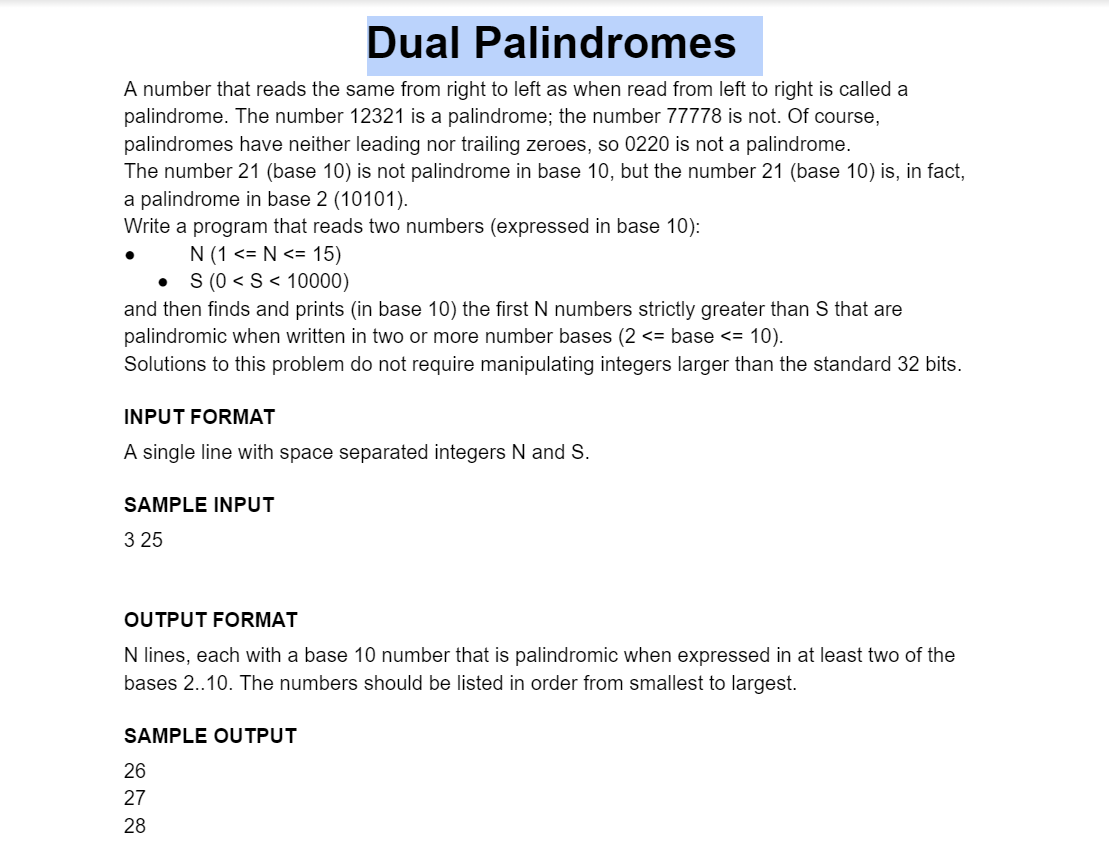 Dual Palindromes
A number that reads the same from right to left as when read from left to right is called a
palindrome. The number 12321 is a palindrome; the number 77778 is not. Of course,
palindromes have neither leading nor trailing zeroes, so 0220 is not a palindrome.
The number 21 (base 10) is not palindrome in base 10, but the number 21 (base 10) is, in fact,
a palindrome in base 2 (10101).
Write a program that reads two numbers (expressed in base 10):
● N (1 <= N <= 15)
● S (0 < S < 10000)
and then finds and prints (in base 10) the first N numbers strictly greater than S that are
palindromic when written in two or more number bases (2 <= base <= 10).
Solutions to this problem do not require manipulating integers larger than the standard 32 bits.
INPUT FORMAT
A single line with space separated integers N and S.
SAMPLE INPUT
3 25
OUTPUT FORMAT
N lines, each with a base 10 number that is palindromic when expressed in at least two of the
bases 2..10. The numbers should be listed in order from smallest to largest.
SAMPLE OUTPUT
26
27
28